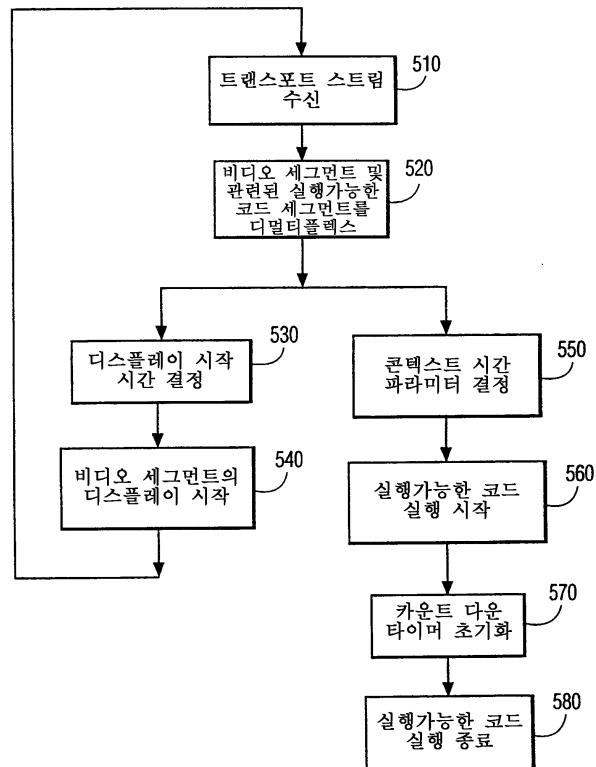 트랜스포트 스트림
수신
510
비디오 세그먼트 및
관련된 실행가능한
코드 세그먼트를
디멀티플렉스
520
디스플레이 시작
시간 결정
530
콘텍스트 시간
파라미터 결정
550
비디오 세그먼트의
디스플레이 시작
540
실행가능한 코드
실행 시작
560
카운트 다운
타이머 초기화
570
실행가능한 코드
실행 종료
580